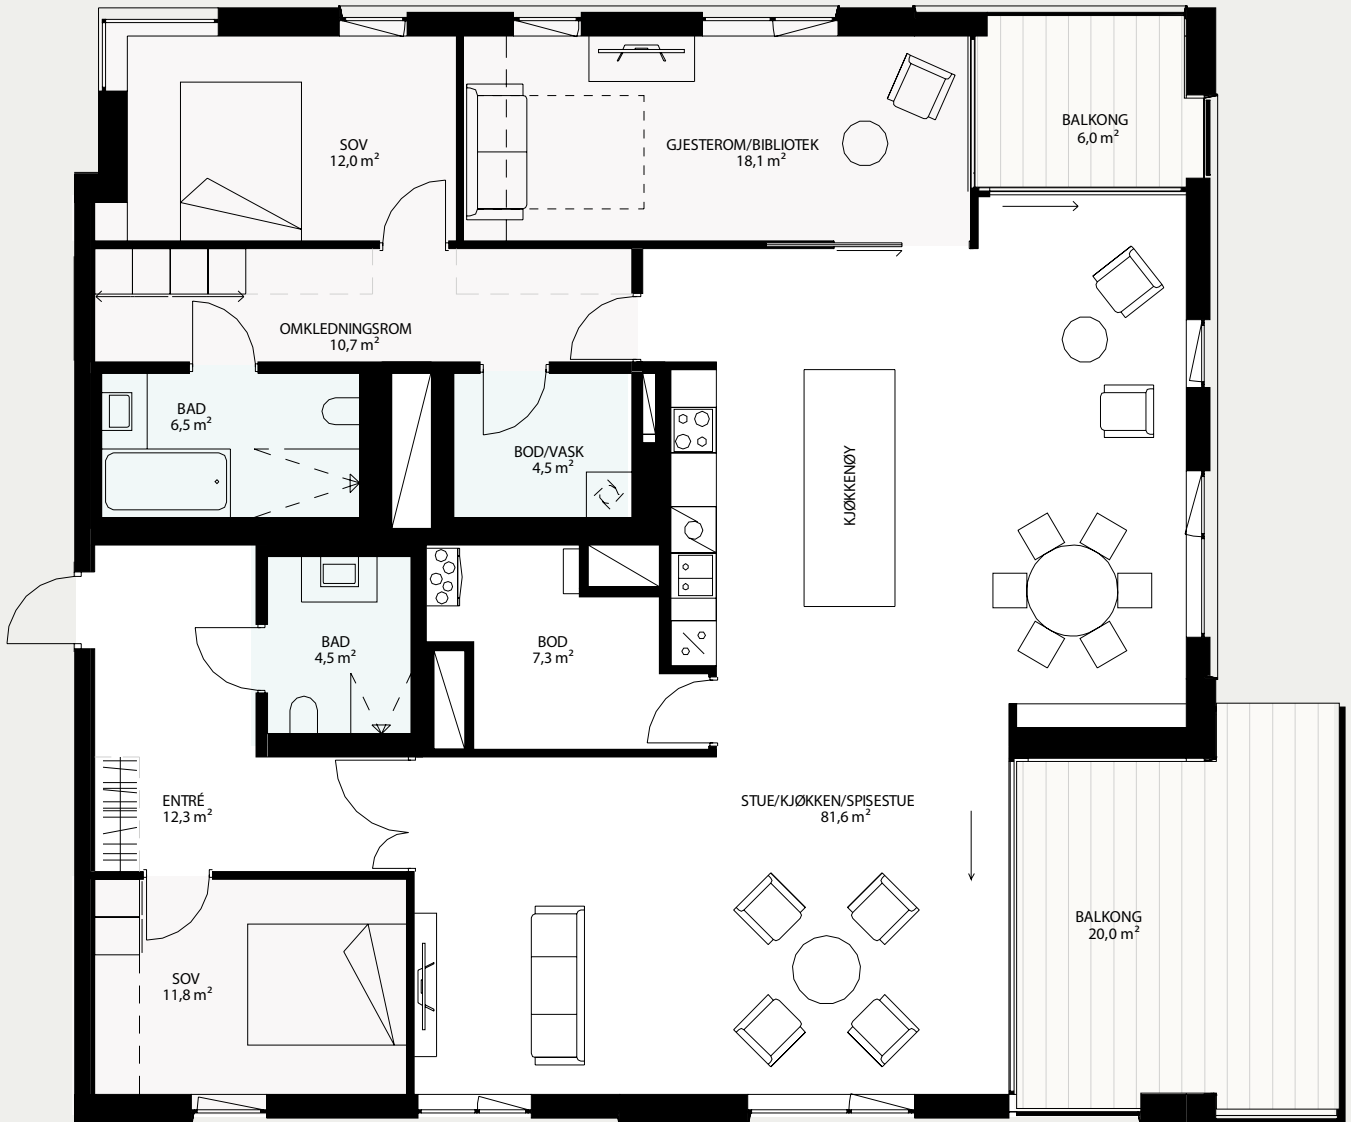 SOV
12,0 m²
GJESTEROM/BIBLIOTEK
18,1 m²
BALKONG
6,0 m²
OMKLEDNINGSROM
10,7 m²
BAD
6,5 m²
BOD/VASK
4,5 m²
KJØKKENØY
BAD
4,5 m²
BOD
7,3 m²
ENTRÉ
12,3 m²
STUE/KJØKKEN/SPISESTUE
81,6 m²
BALKONG
20,0 m²
SOV
11,8 m²